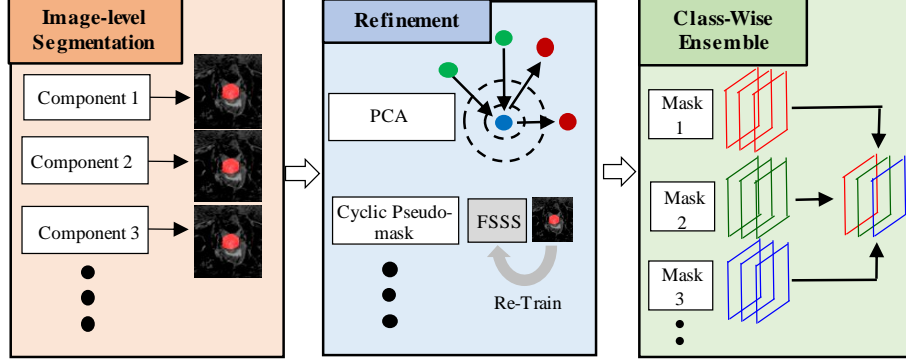 Image-level
Segmentation
Component 1
Component 2
Component 3
Refinement
PCA
Cyclic Pseudo-
mask
FSSS
Re-Train
Class-Wise
Ensemble
Mask
1
Mask
2
Mask
3